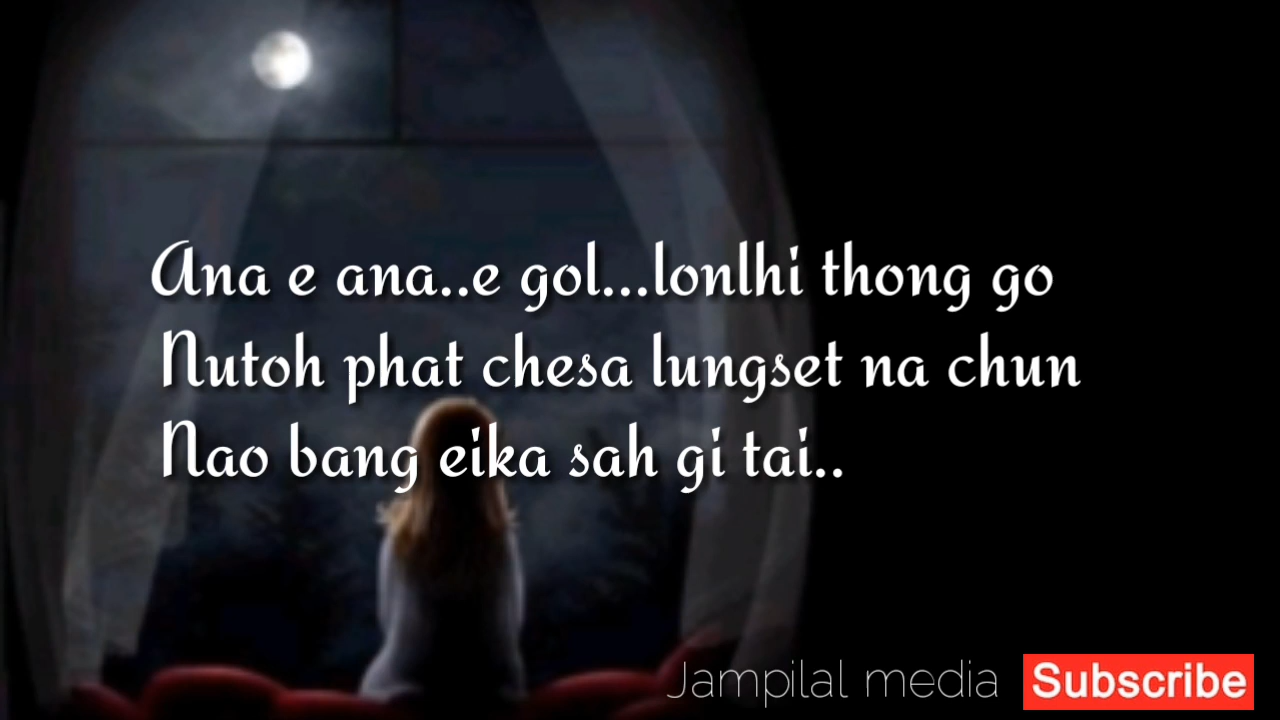 Ana e ana..e gol...lonlhi thong go
Nutoh phat chesa lungset na chun
Nao bang eika sah gi tai..
Jampilal media Subscribe